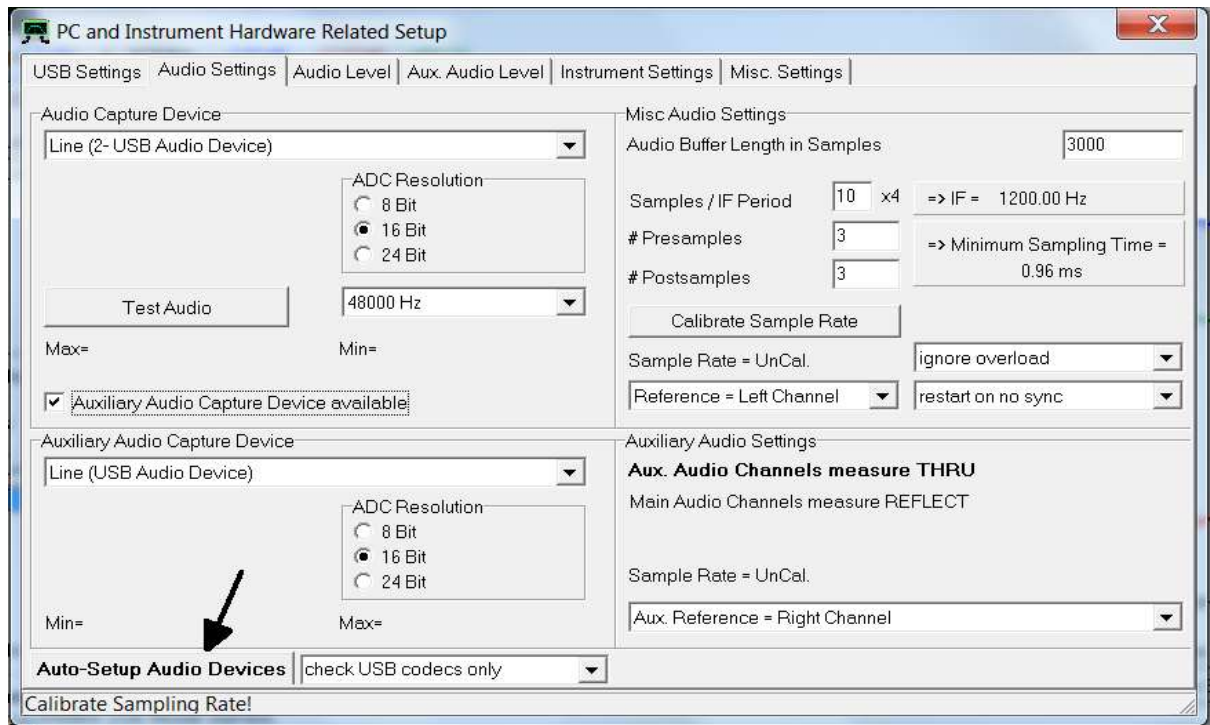 PC and Instrument Hardware Related Setup
X
USB Settings Audio Settings Audio Level Aux. Audio Level Instrument Settings Misc. Settings
Audio Capture Device
Line (2- USB Audio Device)
ADC Resolution
8 Bit
16 Bit
24 Bit
Test Audio
48000 Hz
Max=
Min=
Auxiliary Audio Capture Device available
Misc Audio Settings
Audio Buffer Length in Samples
3000
Samples / IF Period
10
x4
=> IF = 1200.00 Hz
# Presamples
3
=> Minimum Sampling Time =
0.96 ms
# Postsamples
3
Calibrate Sample Rate
Sample Rate = UnCal.
ignore overload
Reference = Left Channel
restart on no sync
Auxiliary Audio Capture Device
Line (USB Audio Device)
ADC Resolution
8 Bit
16 Bit
24 Bit
Min=
Max=
Auxiliary Audio Settings
Aux. Audio Channels measure THRU
Main Audio Channels measure REFLECT
Sample Rate = UnCal.
Aux. Reference = Right Channel
Auto-Setup Audio Devices
check USB codecs only
Calibrate Sampling Rate!